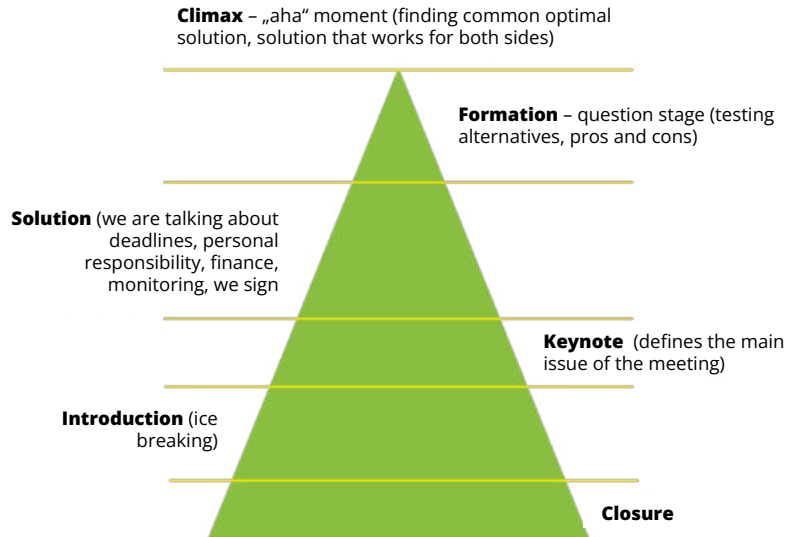 Climax – „aha“ moment (finding common optimal
solution, solution that works for both sides)
Formation – question stage (testing
alternatives, pros and cons)
Solution (we are talking about
deadlines, personal
responsibility, finance,
monitoring, we sign
Keynote (defines the main
issue of the meeting)
Introduction (ice
breaking)
Closure